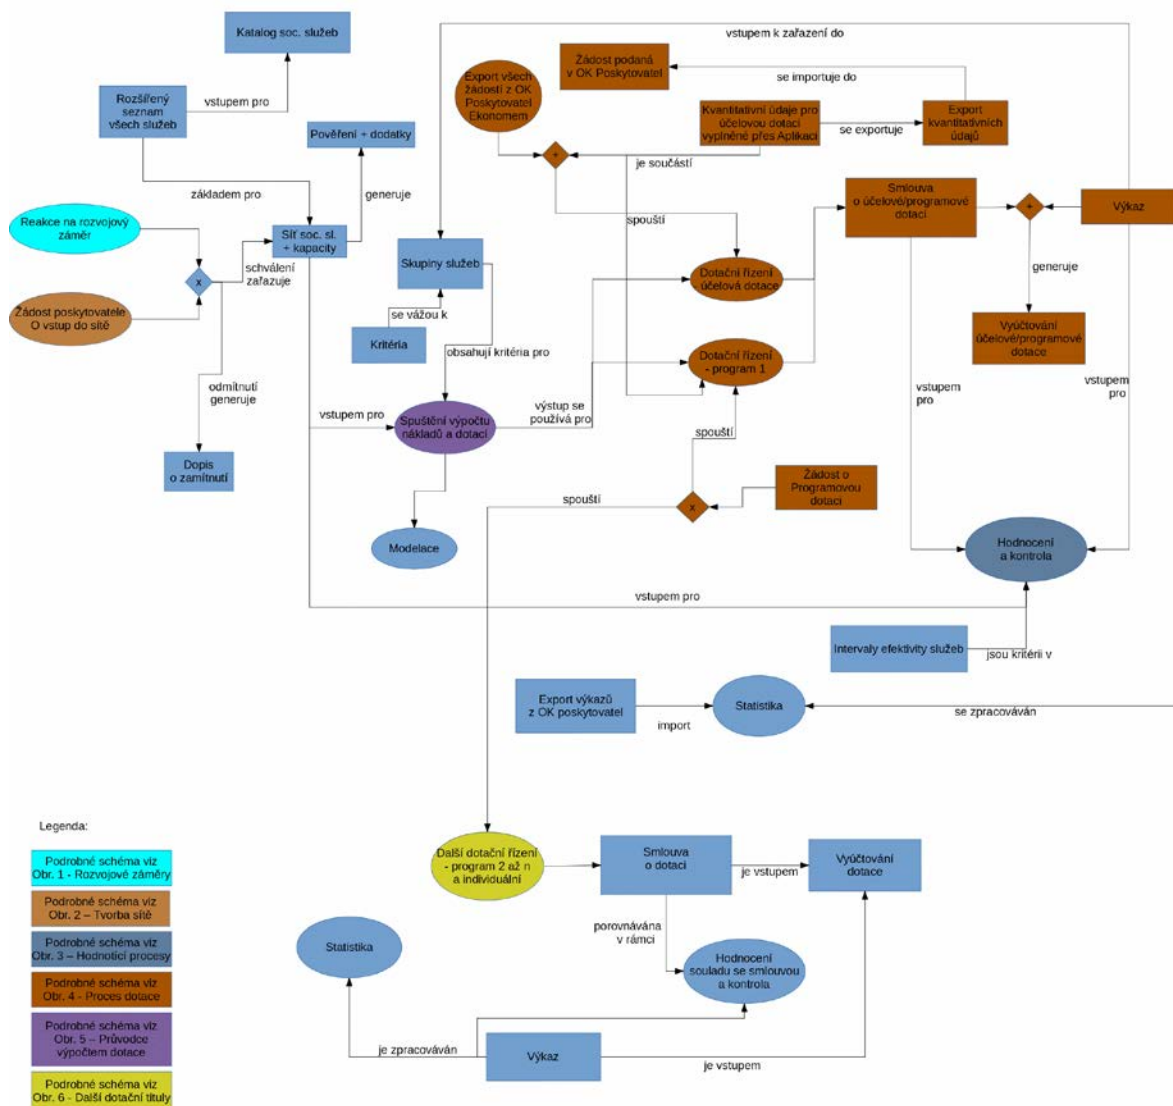 Katalog soc. služeb
vstupem k zařazení do
Rozšířený
seznam
všech služeb
vstupem pro
Export všech
žádostí z OK
Poskytovatel
Ekonomem
Žádost podaná
v OK Poskytovatel
se importuje do
Kvantitativní údaje pro
účelovou dotaci
vyplněné přes Aplikaci
se exportuje
Export
kvantitativních
údajů
Pověření + dodatky
+
je součástí
základem pro
generuje
Reakce na rozvojový
záměr
Síť soc. sl.
+ kapacity
spouští
Smlouva
o účelové/programové
dotaci
+
Výkaz
x
schválení
zařazuje
Skupiny služeb
Dotační řízení
- účelová dotace
generuje
Žádost poskytovatele
O vstup do sítě
se vážou k
Kritéria
obsahují kritéria pro
Dotační řízení
- program 1
Vyúčtování
účelové/programové
dotace
odmítnutí
generuje
vstupem
pro
vstupem
pro
vstupem pro
Spuštění výpočtu
nákladů a dotací
výstup se
používá pro
spouští
Dopis
o zamítnutí
Žádost o
Programovou
dotaci
spouští
x
Modelace
Hodnocení
a kontrola
vstupem pro
Intervaly efektivity služeb
jsou kritérii v
Export výkazů
z OK poskytovatel
import
Statistika
se zpracováván
Legenda:
Podrobné schéma viz
Obr. 1 - Rozvojové záměry
Podrobné schéma viz
Obr. 2 – Tvorba sítě
Podrobné schéma viz
Obr. 3 – Hodnotící procesy
Podrobné schéma viz
Obr. 4 - Proces dotace
Podrobné schéma viz
Obr. 5 – Průvodce
výpočtem dotace
Podrobné schéma viz
Obr. 6 - Další dotační tituly
Další dotační řízení
- program 2 až n
a individuální
Smlouva
o dotaci
je vstupem
Vyúčtování
dotace
porovnávána
v rámci
Statistika
Hodnocení
souladu se smlouvou
a kontrola
je zpracováván
Výkaz
je vstupem